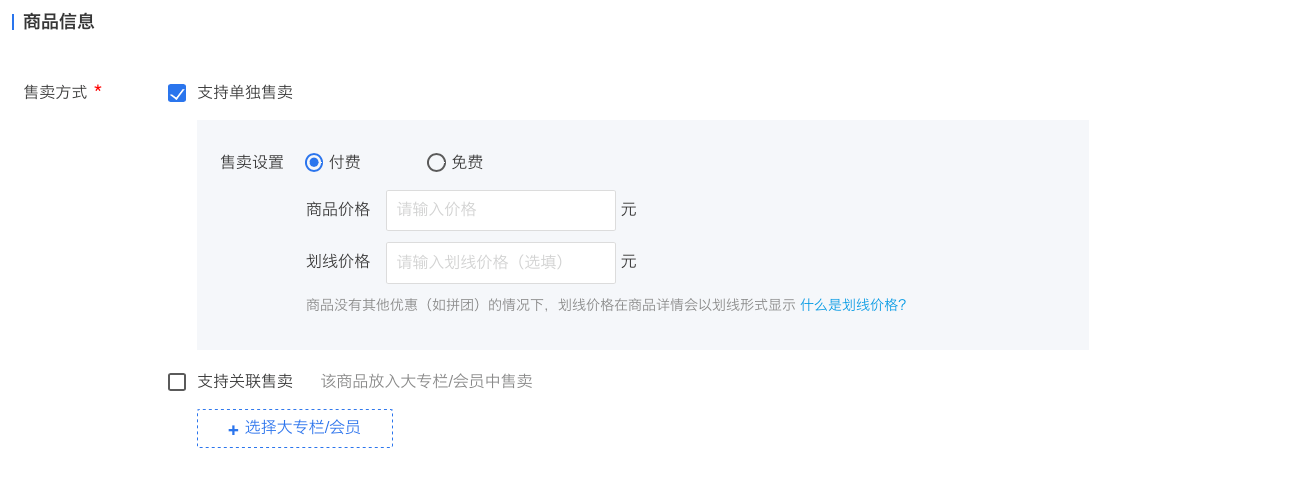 商品信息
售卖方式 * 支持单独售卖
售卖设置 付费 免费
商品价格 请输入价格 元
划线价格 请输入划线价格（选填） 元
商品没有其他优惠（如拼团）的情况下，划线价格在商品详情会以划线形式显示 什么是划线价格?
支持关联售卖 该商品放入大专栏/会员中售卖
+ 选择大专栏/会员